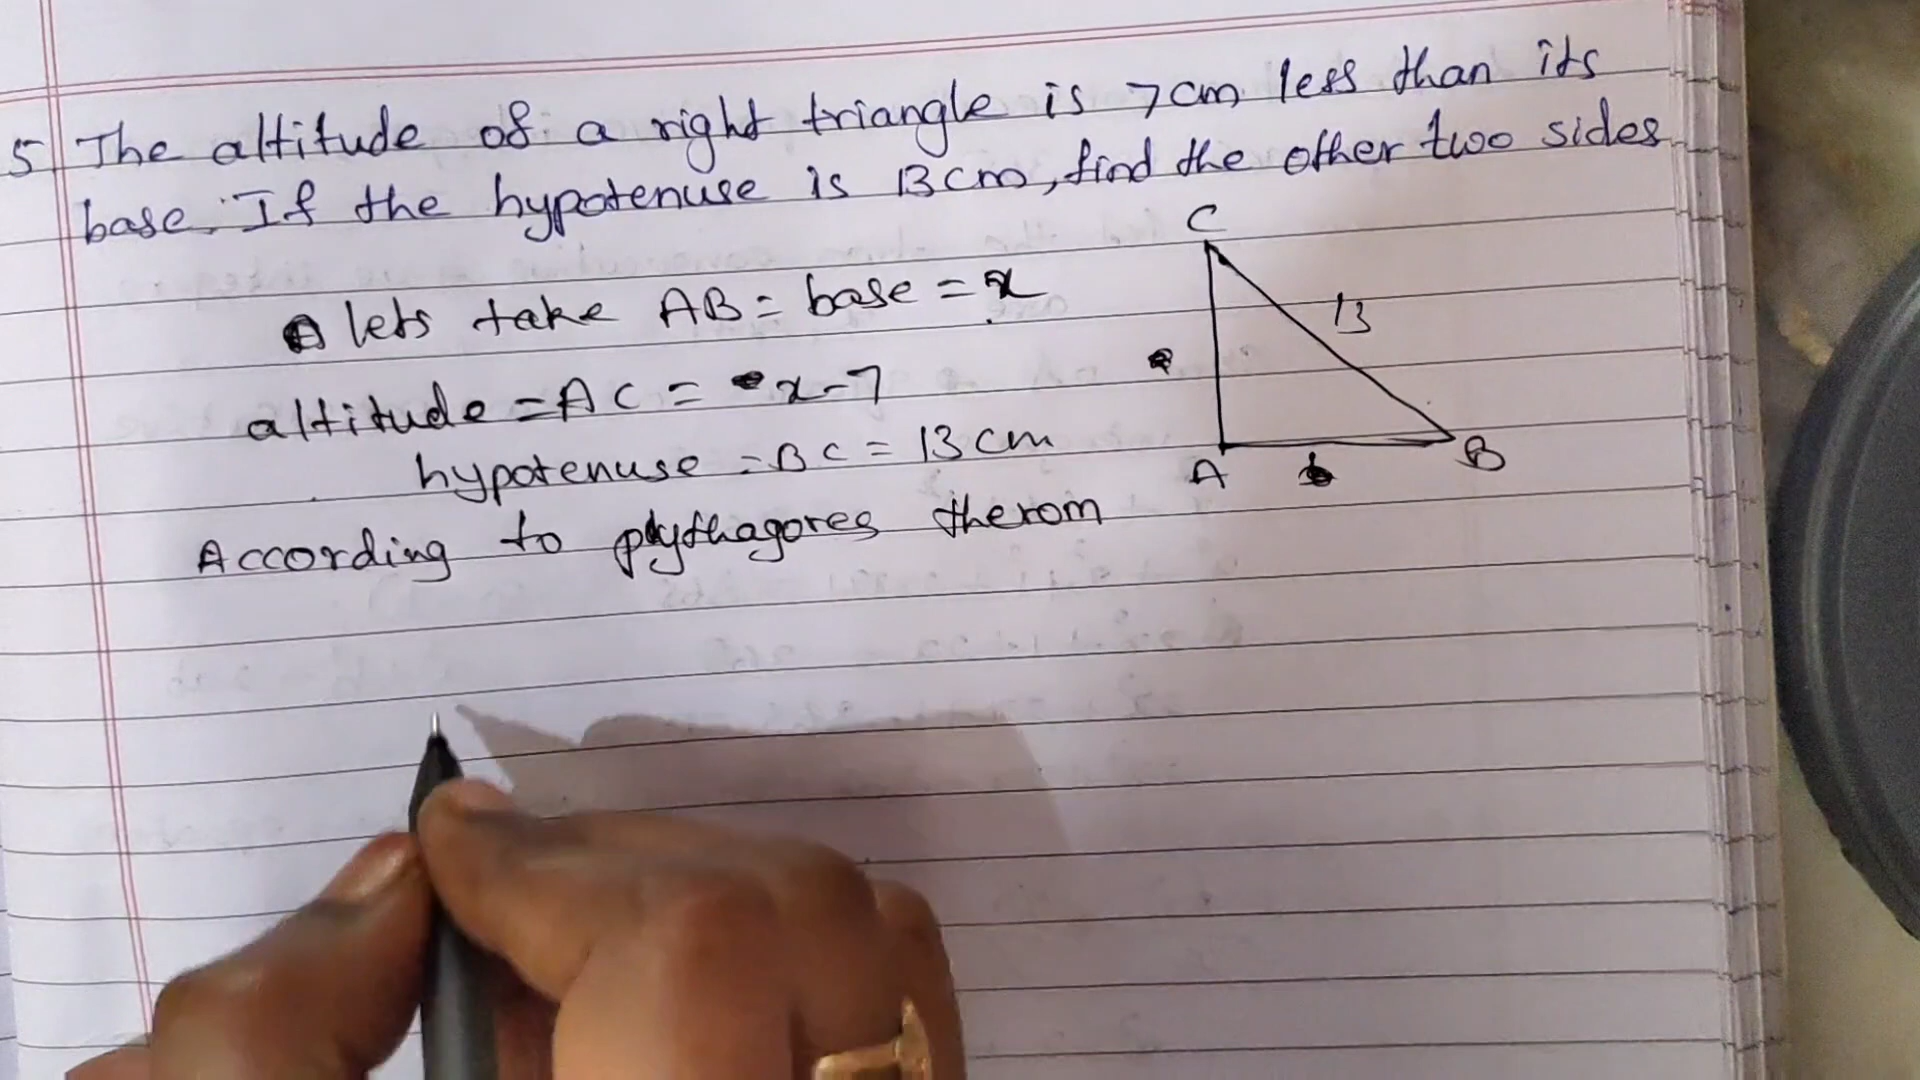 5 The altitude of a right triangle is 7cm less than its
base. If the hypotenuse is 13cm, find the other two sides
lets take AB = base = x
altitude = AC = x-7
hypotenuse = BC = 13 cm
According to pythagores therom
C
13
A
b
B